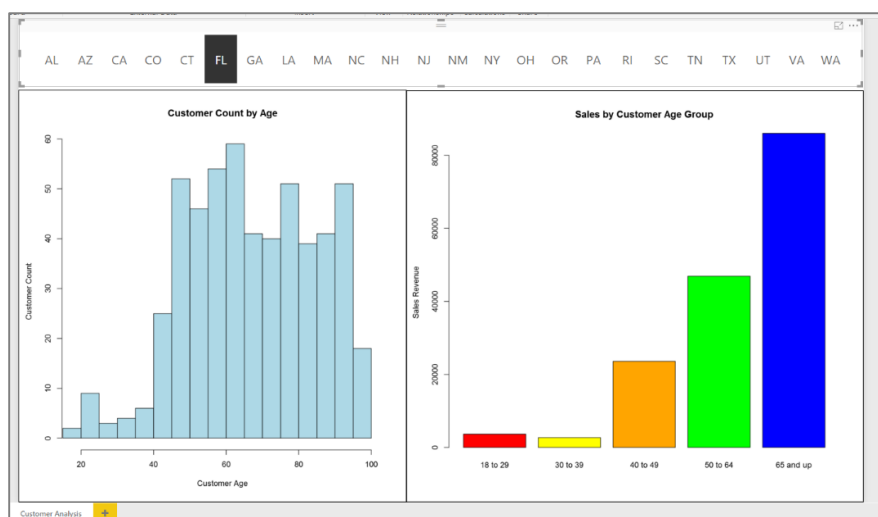 AL AZ CA CO CT FL GA LA MA NC NH NJ NM NY OH OR PA RI SC TN TX UT VA WA
Customer Count by Age
60
50
40
30
20
10
0
Customer Count
20 40 60 80 100
Customer Age
Sales by Customer Age Group
80000
60000
40000
20000
0
Sales Revenue
18 to 29 30 to 39 40 to 49 50 to 64 65 and up
Customer Analysis +